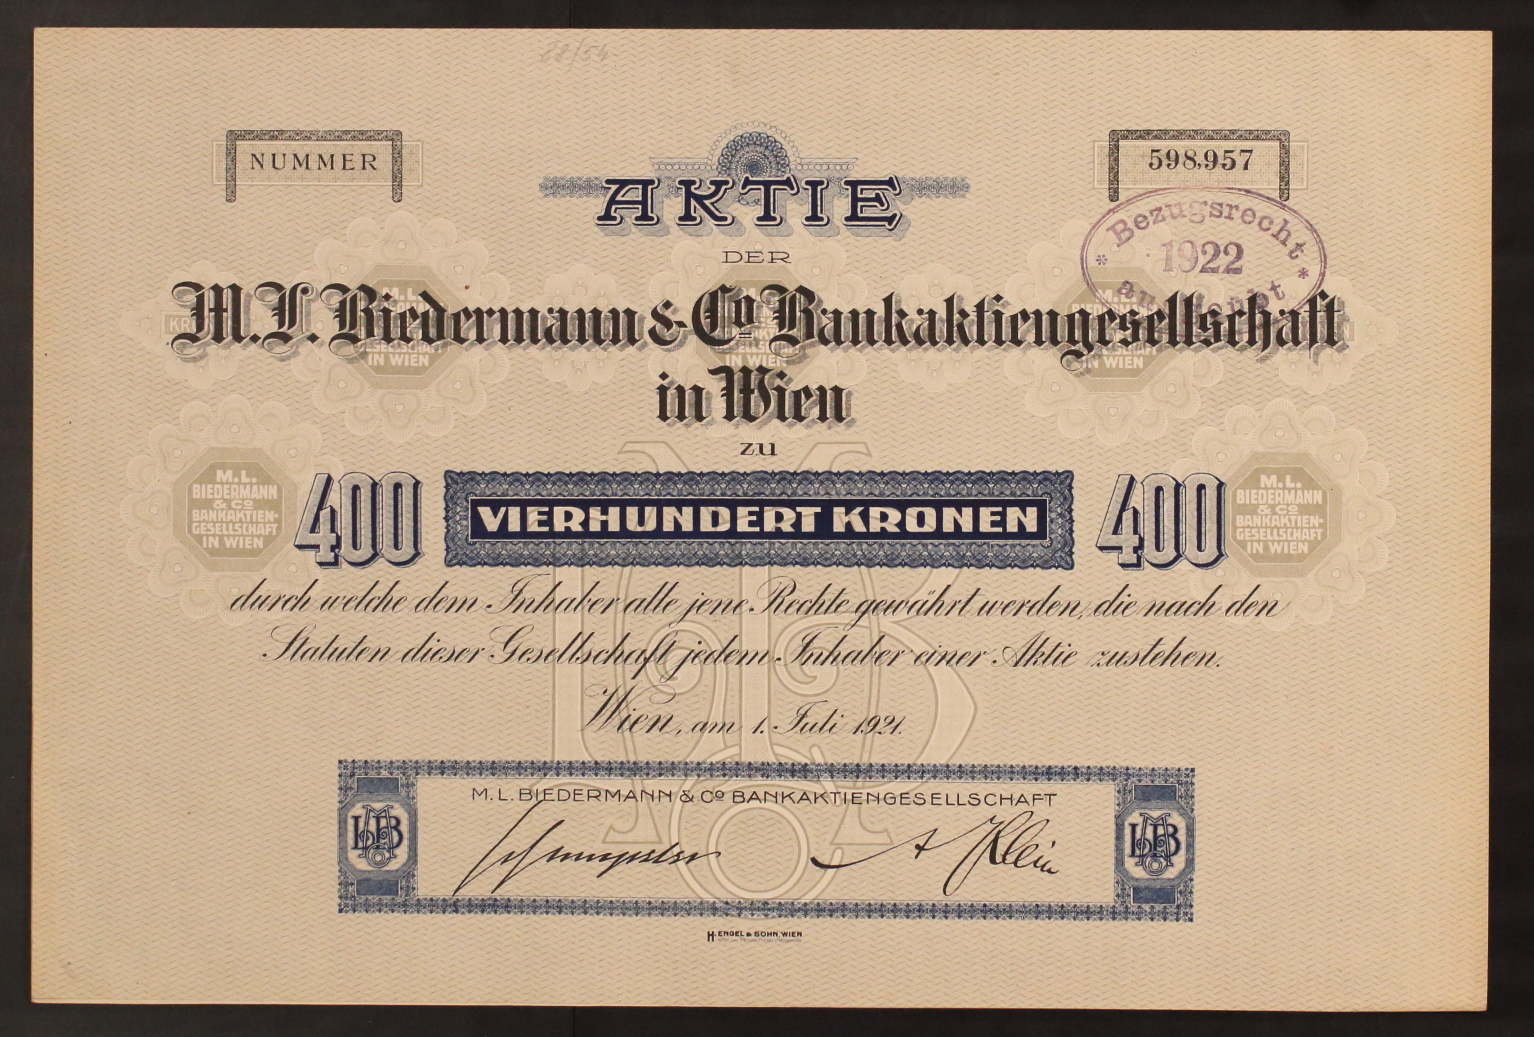 88/54
NUMMER
598,957
AKTIE
Bezugsrecht
* 1922 *
DER
M. L. Biedermann & Co Bankaktiengesellschaft
in Wien
zu
M. L.
BIEDERMANN
& Co
BANKAKTIEN-
GESELLSCHAFT
IN WIEN
400
VIERHUNDERT KRONEN
400
M. L.
BIEDERMANN
& Co
BANKAKTIEN-
GESELLSCHAFT
IN WIEN
durch welche dem Inhaber alle jene Rechte gewährt werden, die nach den
Statuten dieser Gesellschaft jedem Inhaber einer Aktie zustehen.
Wien, am 1. Juli 1921.
M. L. BIEDERMANN & Co BANKAKTIENGESELLSCHAFT
Klein
H. ENGEL & SOHN, WIEN